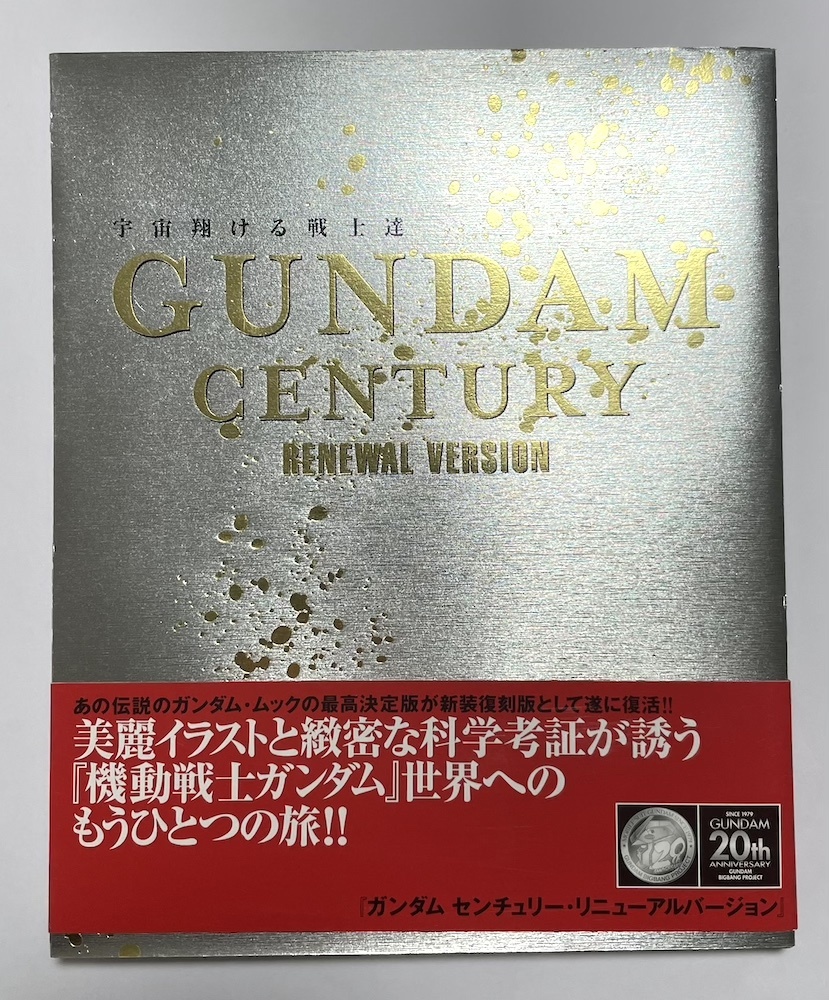 宇宙翔ける戦士達
GUNDAM
CENTURY
RENEWAL VERSION
あの伝説のガンダム・ムックの最高決定版が新装復刻版として遂に復活!!
美麗イラストと緻密な科学考証が誘う
『機動戦士ガンダム』世界への
もうひとつの旅!!
SINCE 1979
GUNDAM
20th
ANNIVERSARY
GUNDAM
BIGBANG PROJECT
『ガンダム センチュリー・リニューアルバージョン』